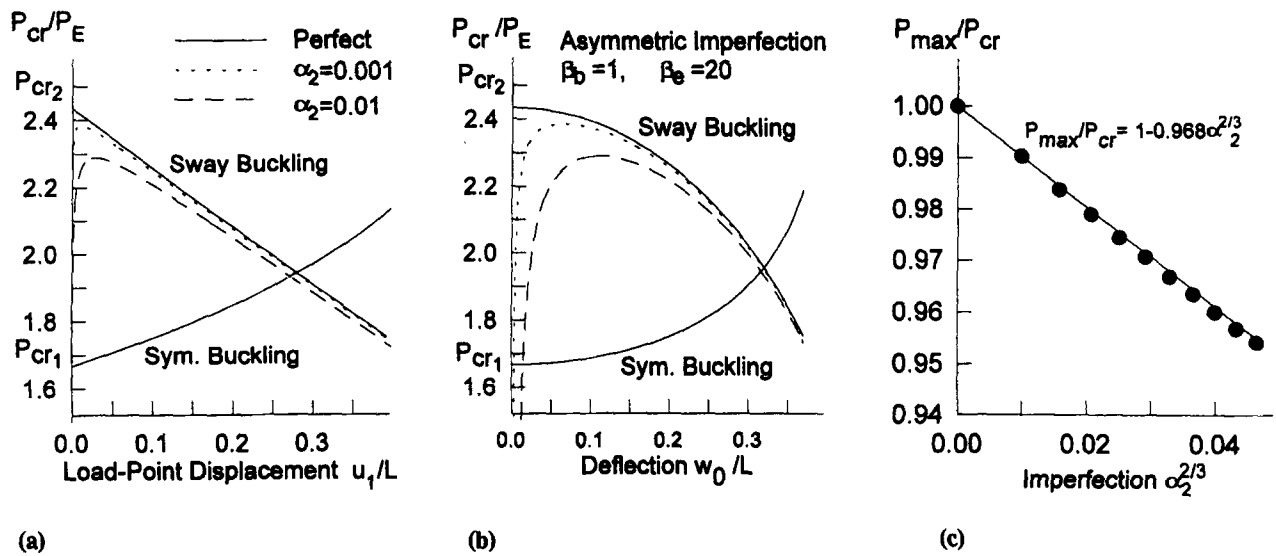 P_cr/P_E
Perfect
α₂=0.001
α₂=0.01
P_cr₂
2.4
2.2
2.0
1.8
P_cr₁
1.6
Sway Buckling
Sym. Buckling
0.0 0.1 0.2 0.3
Load-Point Displacement u₁/L
(a)
P_cr/P_E
Asymmetric Imperfection
β_b=1, β_e=20
P_cr₂
2.4
2.2
2.0
1.8
P_cr₁
1.6
Sway Buckling
Sym. Buckling
0.0 0.1 0.2 0.3
Deflection w₀/L
(b)
P_max/P_cr
1.00
0.99
0.98
0.97
0.96
0.95
0.94
P_max/P_cr = 1-0.968α₂^2/3
0.00 0.02 0.04
Imperfection α₂^2/3
(c)